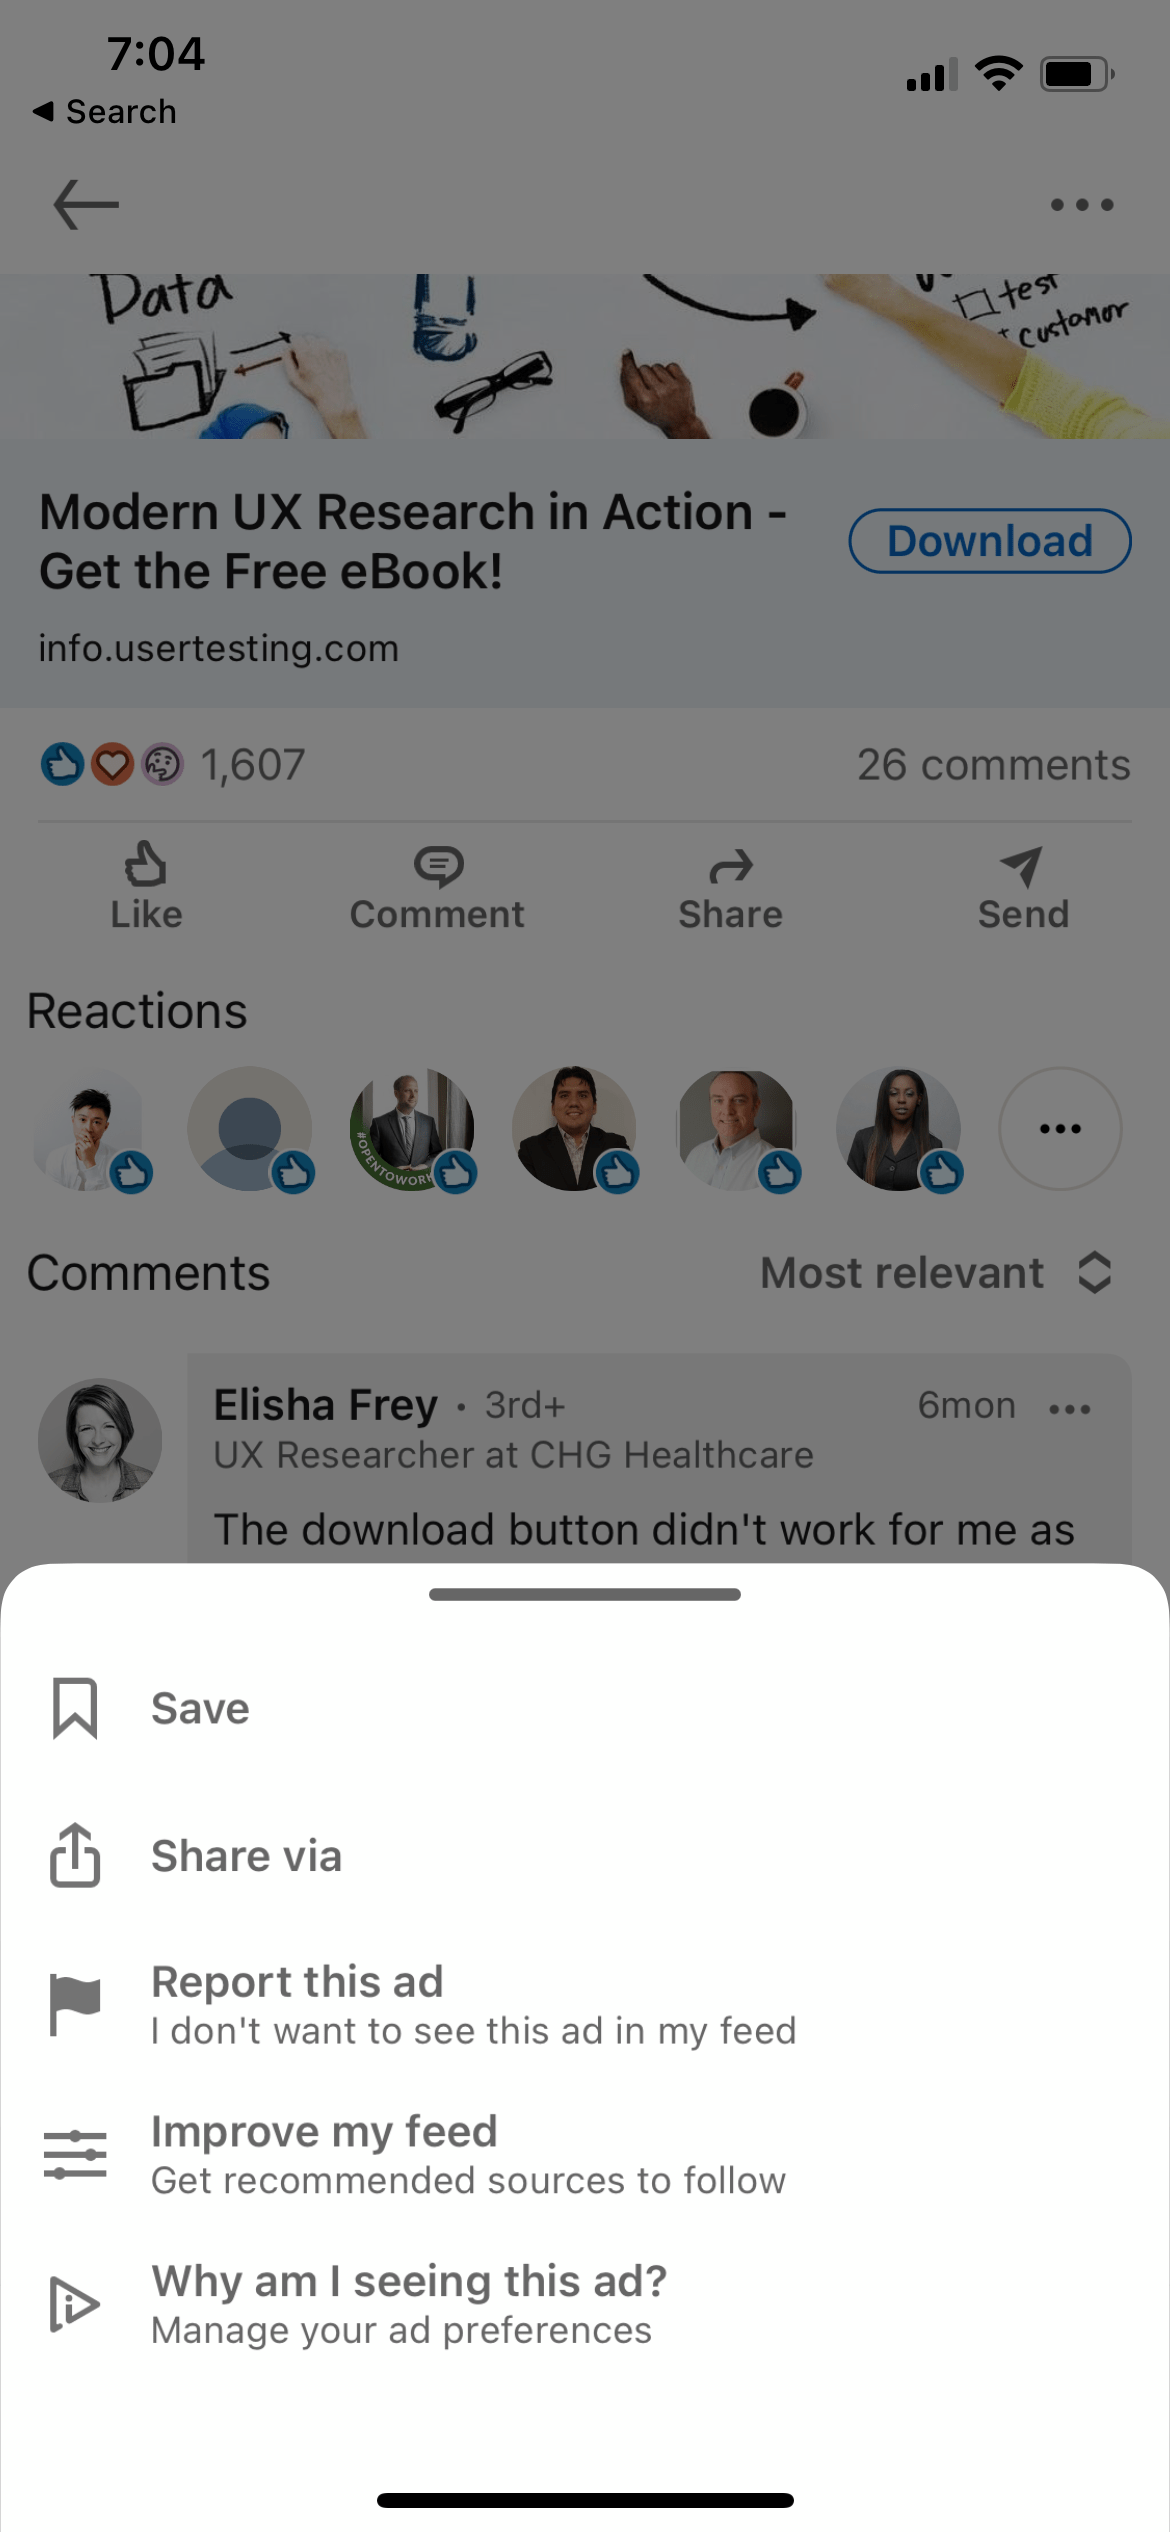 7:04
Search
Data
test
customer
Modern UX Research in Action -
Get the Free eBook!
Download
info.usertesting.com
1,607
26 comments
Like
Comment
Share
Send
Reactions
#OPENTOWORK
Comments
Most relevant
Elisha Frey • 3rd+
6mon
UX Researcher at CHG Healthcare
The download button didn't work for me as
Save
Share via
Report this ad
I don't want to see this ad in my feed
Improve my feed
Get recommended sources to follow
Why am I seeing this ad?
Manage your ad preferences